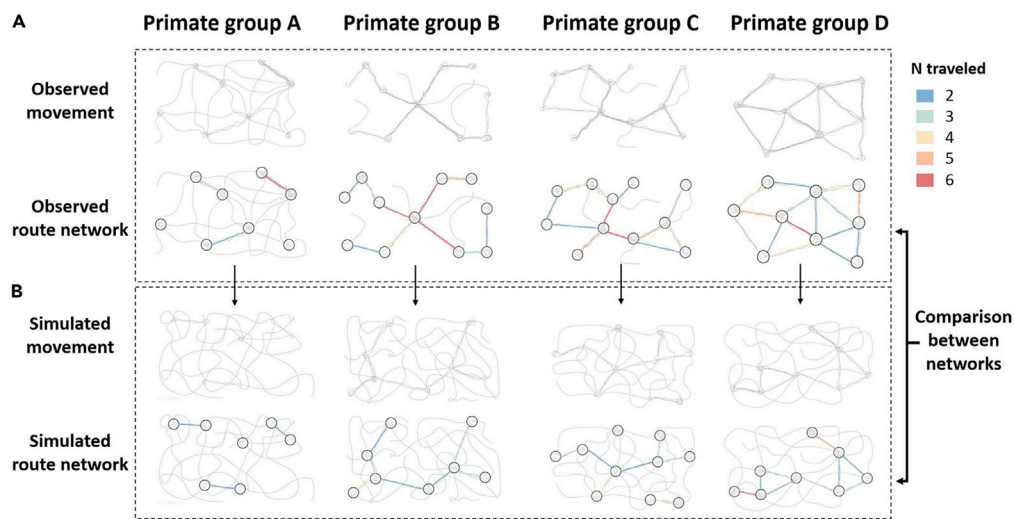 A
Primate group A
Primate group B
Primate group C
Primate group D
Observed
movement
N traveled
2
3
4
5
6
Observed
route network
B
Simulated
movement
Comparison
between
networks
Simulated
route network